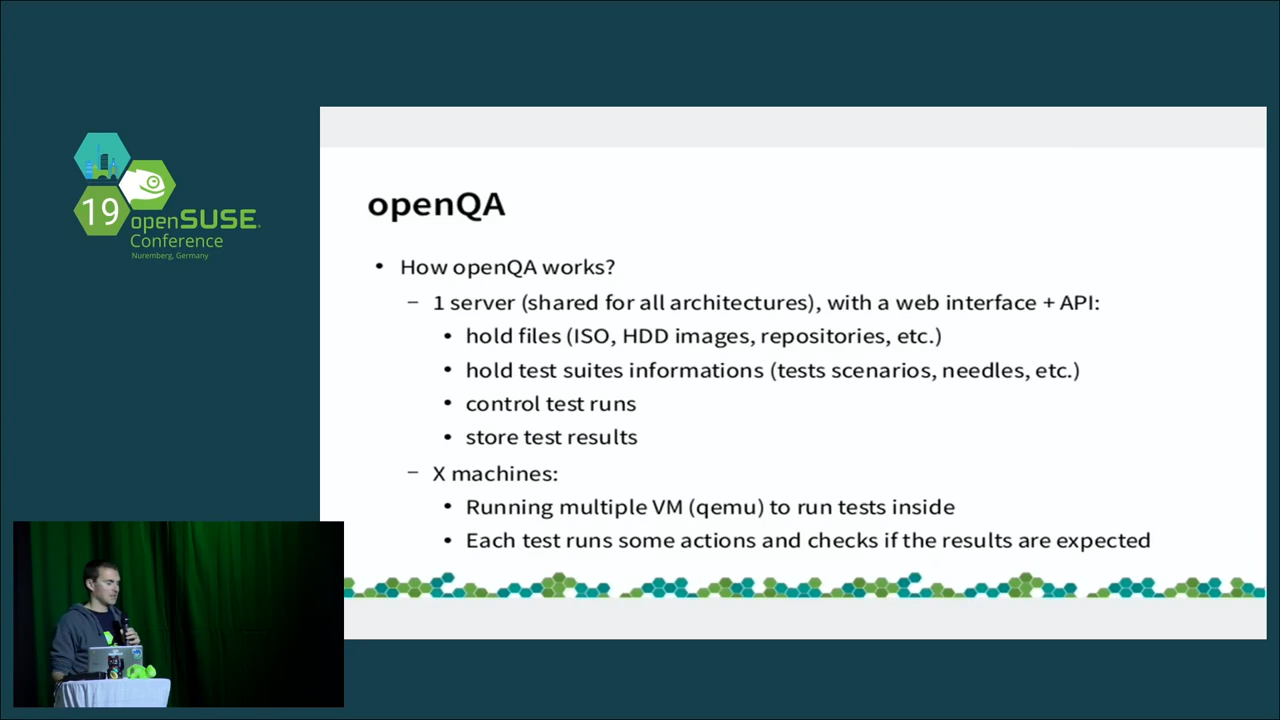 19
openSUSE
Conference
Nuremberg, Germany
openQA
• How openQA works?
– 1 server (shared for all architectures), with a web interface + API:
• hold files (ISO, HDD images, repositories, etc.)
• hold test suites informations (tests scenarios, needles, etc.)
• control test runs
• store test results
– X machines:
• Running multiple VM (qemu) to run tests inside
• Each test runs some actions and checks if the results are expected